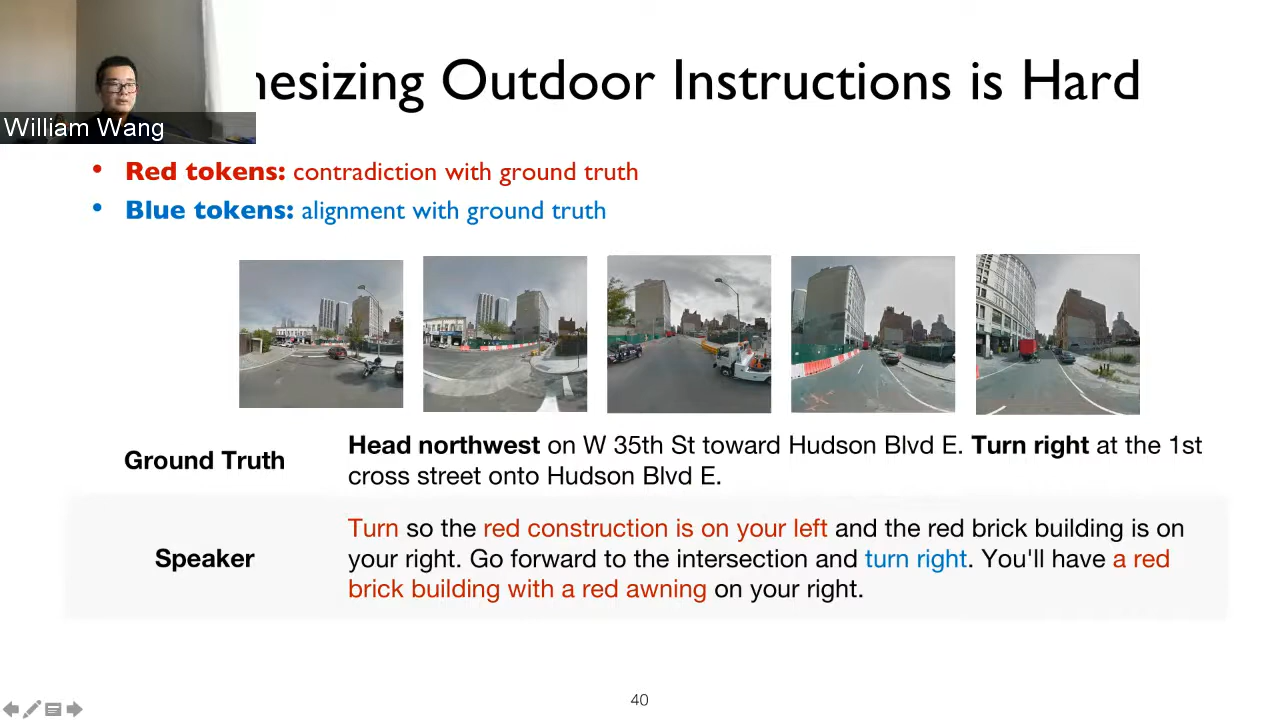 nesizing Outdoor Instructions is Hard
William Wang
• Red tokens: contradiction with ground truth
• Blue tokens: alignment with ground truth
Ground Truth
Head northwest on W 35th St toward Hudson Blvd E. Turn right at the 1st
cross street onto Hudson Blvd E.
Speaker
Turn so the red construction is on your left and the red brick building is on
your right. Go forward to the intersection and turn right. You'll have a red
brick building with a red awning on your right.
40